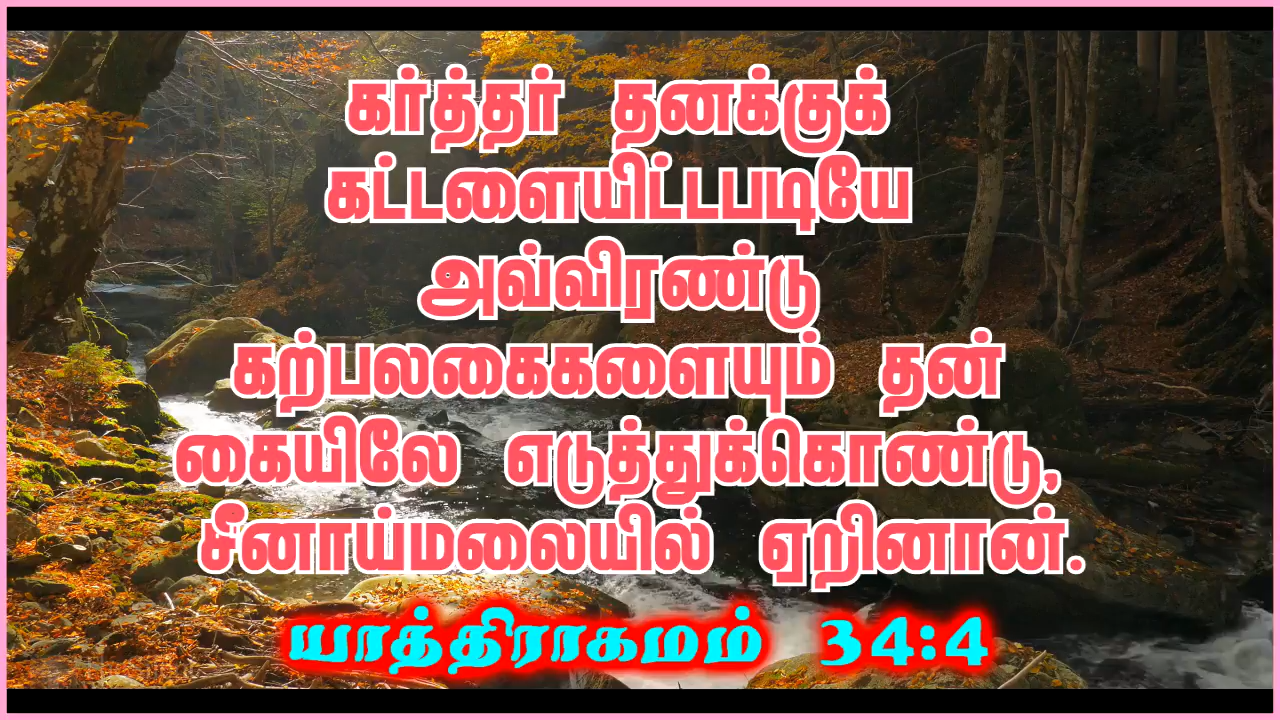 கர்த்தர் தனக்குக்
கட்டளையிட்டபடியே
அவ்விரண்டு
கற்பலகைகளையும் தன்
கையிலே எடுத்துக்கொண்டு,
சீனாய்மலையில் ஏறினான்.
யாத்திராகமம் 34:4